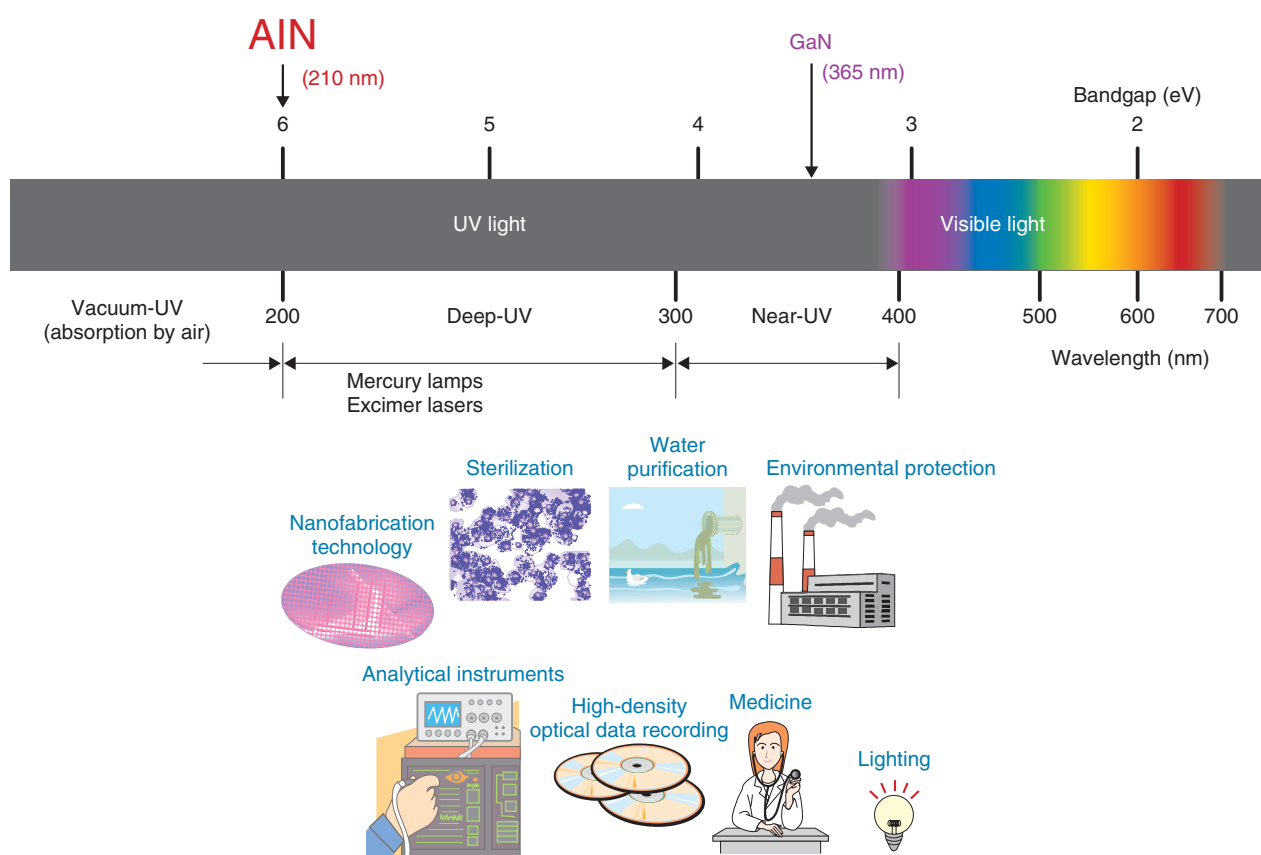 AlN
(210 nm)
GaN
(365 nm)
Bandgap (eV)
6
5
4
3
2
UV light
Visible light
200
300
400
500
600
700
Vacuum-UV
(absorption by air)
Deep-UV
Near-UV
Wavelength (nm)
Mercury lamps
Excimer lasers
Nanofabrication
technology
Sterilization
Water
purification
Environmental protection
Analytical instruments
High-density
optical data recording
Medicine
Lighting